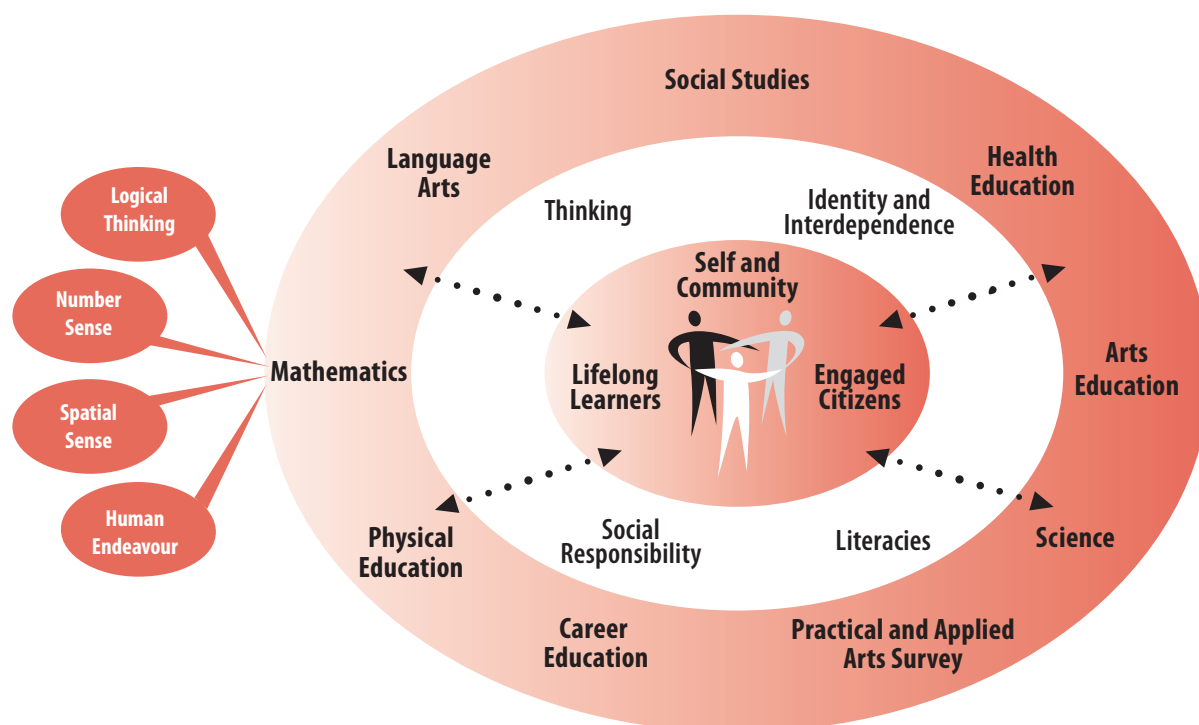 Social Studies
Language
Arts
Health
Education
Logical
Thinking
Thinking
Identity and
Interdependence
Self and
Community
Number
Sense
Mathematics
Lifelong
Learners
Engaged
Citizens
Arts
Education
Spatial
Sense
Human
Endeavour
Physical
Education
Social
Responsibility
Literacies
Science
Career
Education
Practical and Applied
Arts Survey